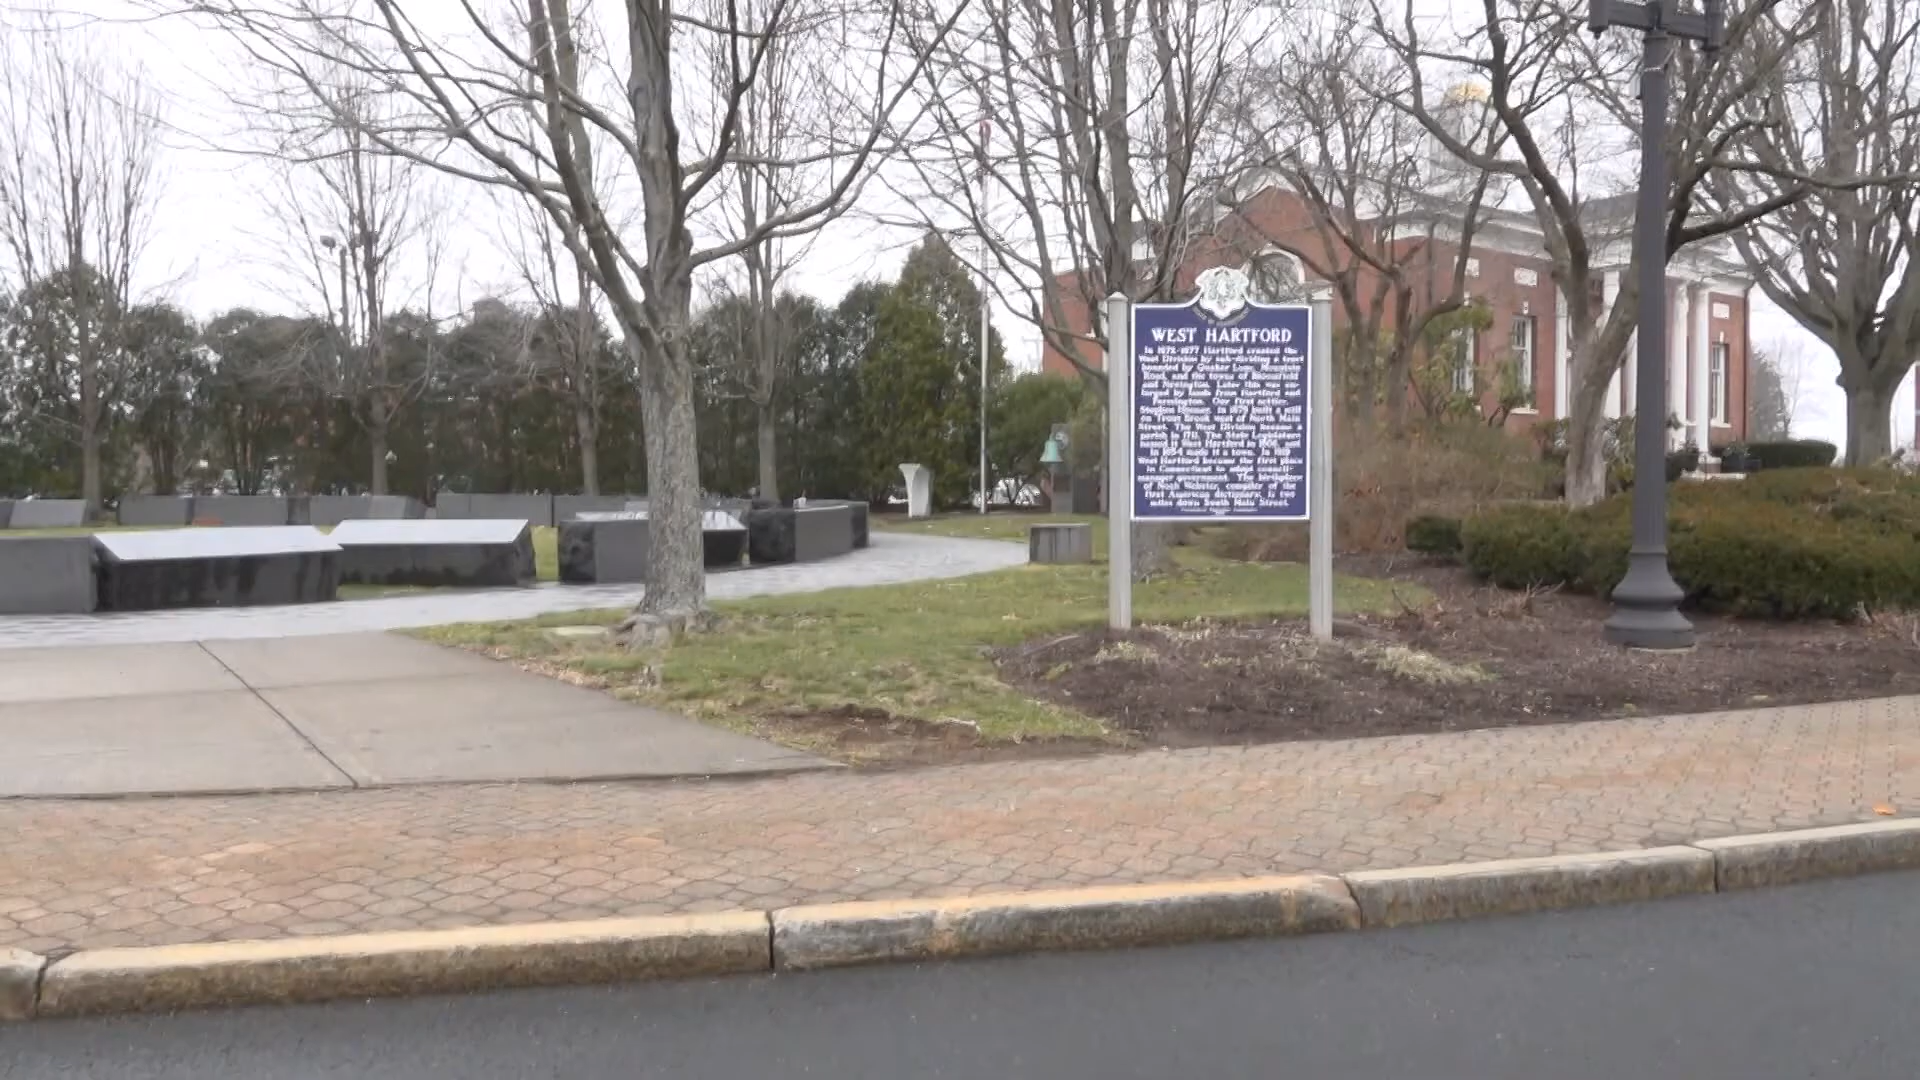 WEST HARTFORD
In 1672-1677 Hartford created the
West Division by sub-dividing a tract
bounded by Quaker Lane, Mountain
Road, and the towns of Bloomfield
and Newington. Later this was en-
larged by lands from Hartford and
Farmington. Our first settler,
Stephen Hosmer, in 1679 built a mill
on Trout Brook west of North Main
Street. The West Division became a
parish in 1711. The State Legislature
named it West Hartford in 1806, and
in 1854 made it a town. In 1919
West Hartford became the first place
in Connecticut to adopt council-
manager government. The birthplace
of Noah Webster, compiler of the
first American dictionary, is two
miles down South Main Street.